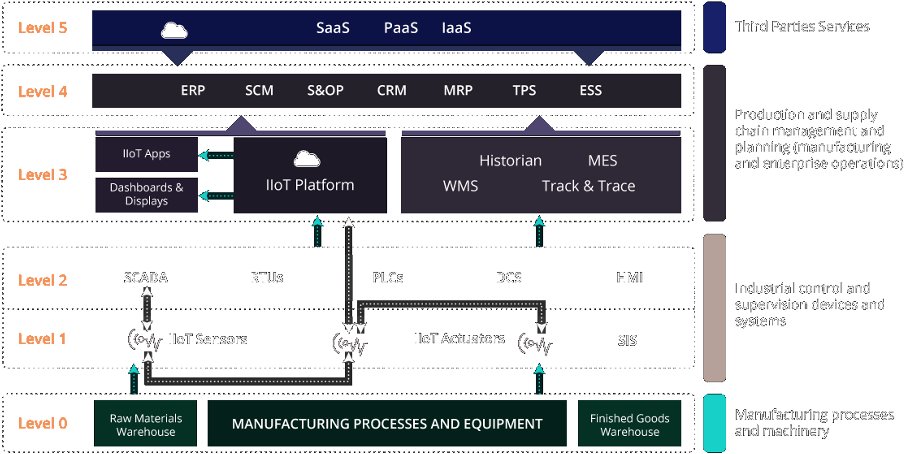 Level 5
SaaS PaaS IaaS
Third Parties Services
Level 4
ERP SCM S&OP CRM MRP TPS ESS
Production and supply
chain management and
planning (manufacturing
and enterprise operations)
Level 3
IIoT Apps
Dashboards &
Displays
IIoT Platform
Historian MES
WMS Track & Trace
Level 2
SCADA RTUs PLCs DCS HMI
Industrial control and
supervision devices and
systems
Level 1
IIoT Sensors IIoT Actuators SIS
Level 0
Raw Materials
Warehouse
MANUFACTURING PROCESSES AND EQUIPMENT
Finished Goods
Warehouse
Manufacturing processes
and machinery